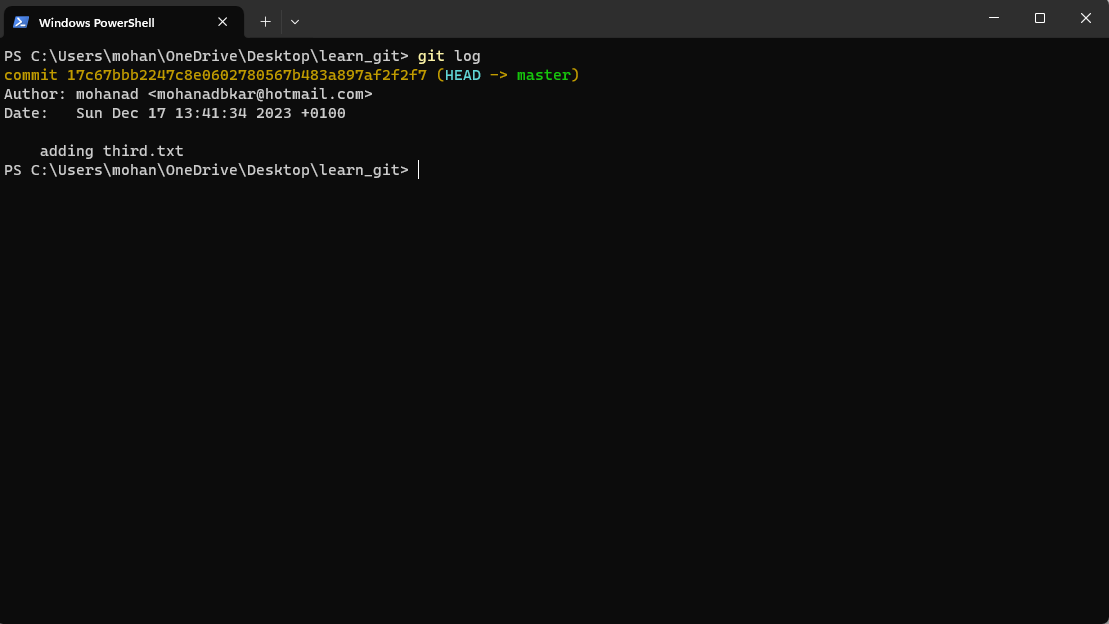 Windows PowerShell
PS C:\Users\mohan\OneDrive\Desktop\learn_git> git log
commit 17c67bbb2247c8e0602780567b483a897af2f2f7 (HEAD -> master)
Author: mohanad <mohanadbkar@hotmail.com>
Date:   Sun Dec 17 13:41:34 2023 +0100
    adding third.txt
PS C:\Users\mohan\OneDrive\Desktop\learn_git>